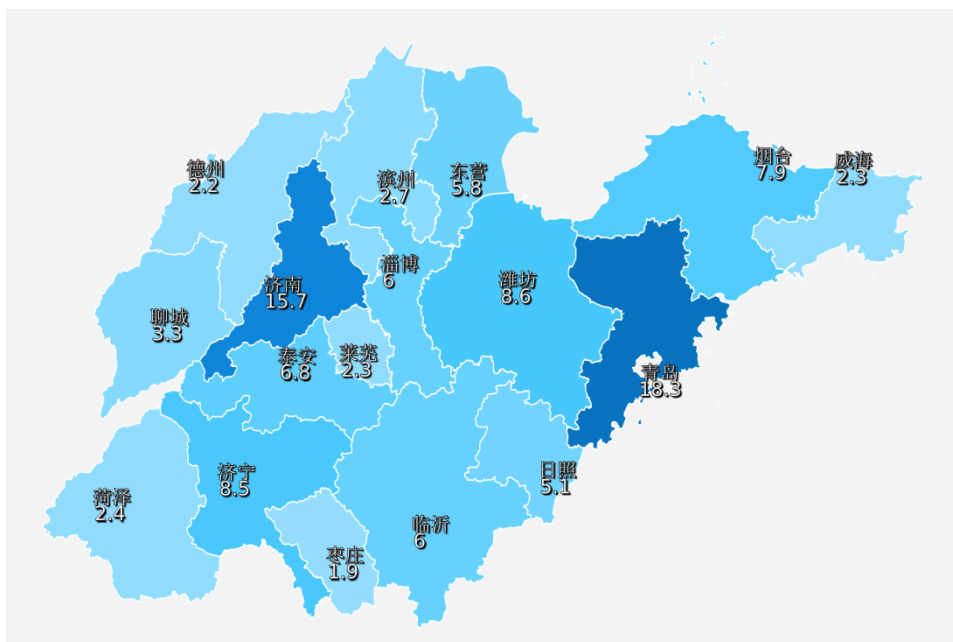 烟台
7.9
威海
2.3
德州
2.2
滨州
2.7
东营
5.8
淄博
6
潍坊
8.6
济南
15.7
聊城
3.3
泰安
6.8
莱芜
2.3
青岛
18.3
济宁
8.5
日照
5.1
菏泽
2.4
临沂
6
枣庄
1.9